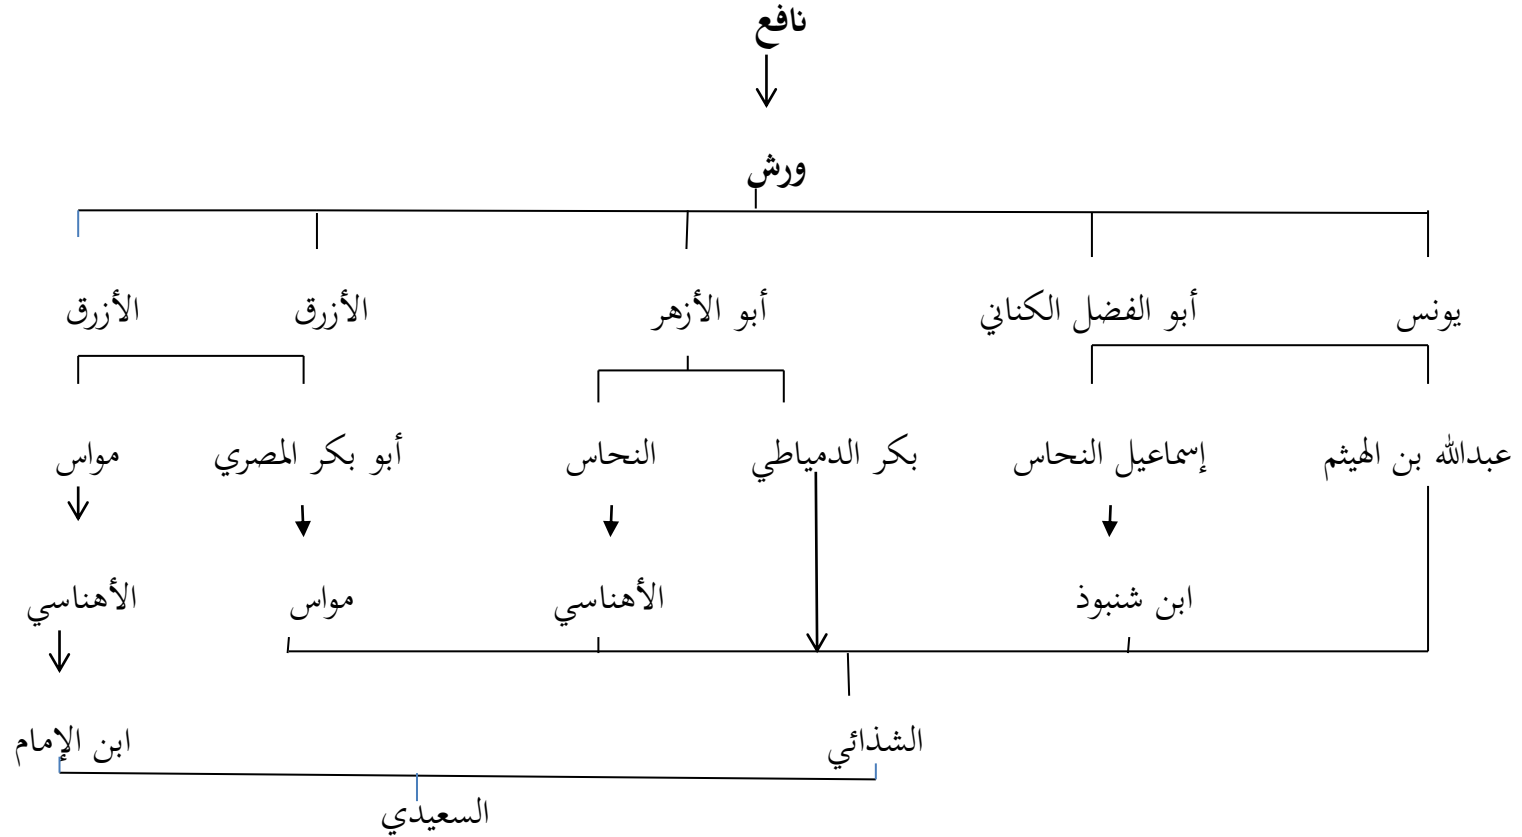 نافع
ورش
يونس أبو الفضل الكناني أبو الأزهر الأزرق الأزرق
عبدالله بن الهيثم إسماعيل النحاس بكر الدمياطي النحاس أبو بكر المصري مواس
ابن شنبوذ الأهناسي مواس الأهناسي
الشذائي ابن الإمام
السعيدي